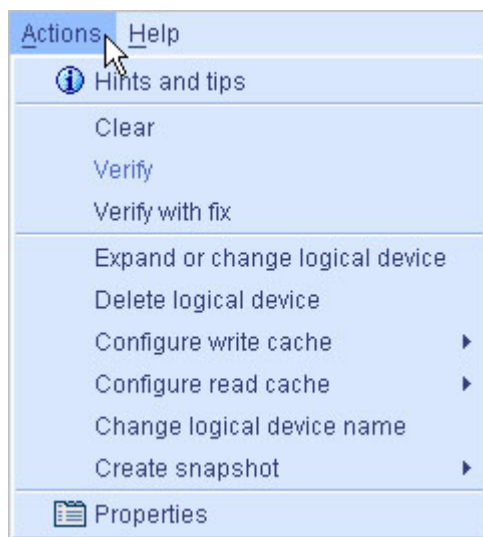 Actions Help
Hints and tips
Clear
Verify
Verify with fix
Expand or change logical device
Delete logical device
Configure write cache
Configure read cache
Change logical device name
Create snapshot
Properties